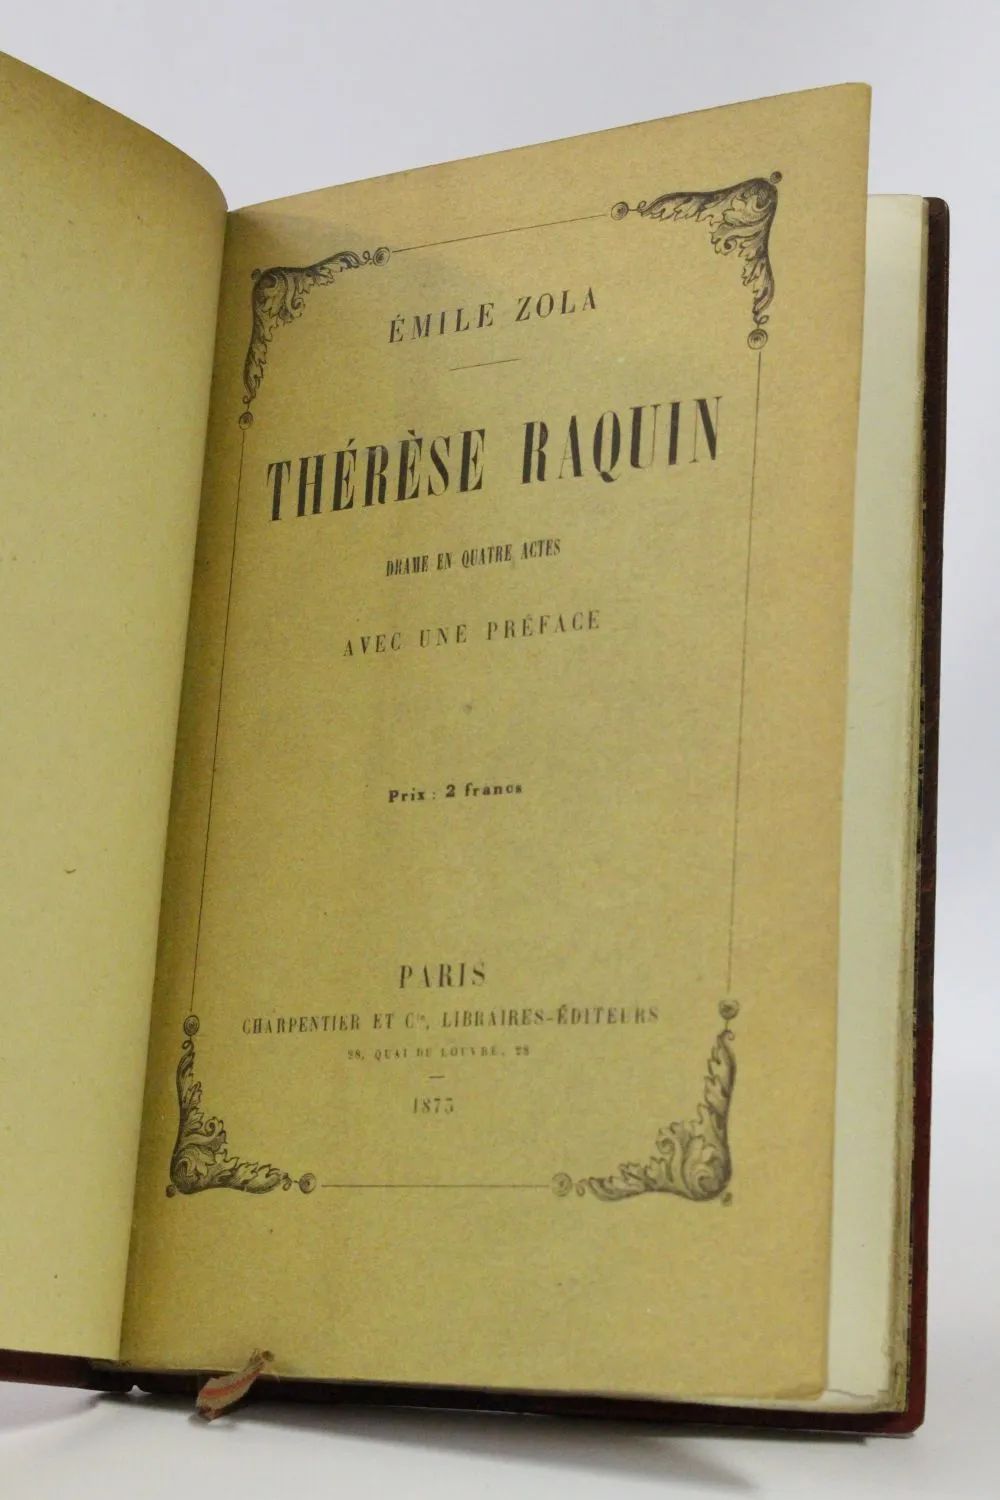 ÉMILE ZOLA
THÉRÈSE RAQUIN
DRAME EN QUATRE ACTES
AVEC UNE PRÉFACE
Prix : 2 francs
PARIS
CHARPENTIER ET Cie, LIBRAIRES-ÉDITEURS
28, QUAI DU LOUVRE, 28
1873